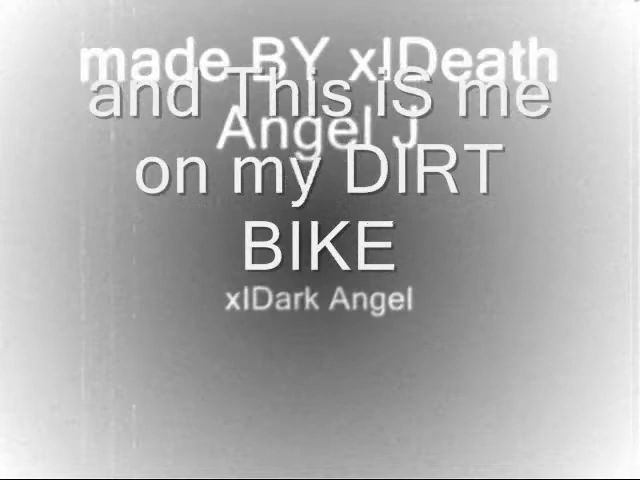 made BY xIDeath
and This iS me
Angel J
on my DIRT
BIKE
xIDark Angel